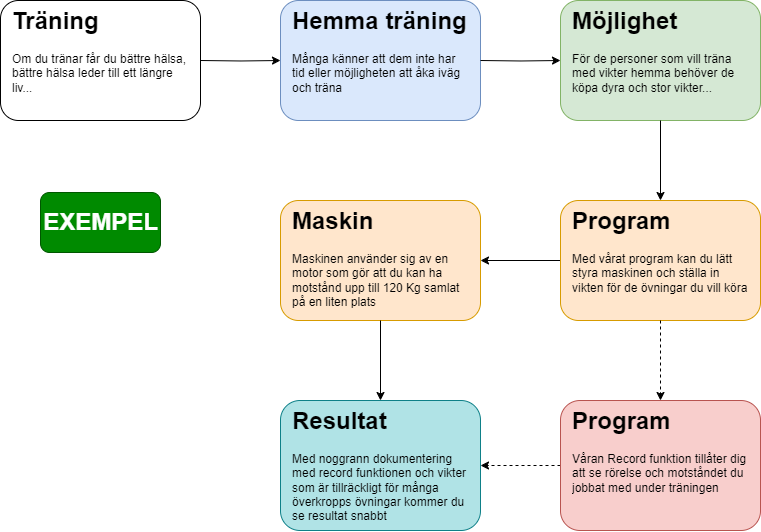 Träning
Om du tränar får du bättre hälsa,
bättre hälsa leder till ett längre
liv...
Hemma träning
Många känner att dem inte har
tid eller möjligheten att åka iväg
och träna
Möjlighet
För de personer som vill träna
med vikter hemma behöver de
köpa dyra och stor vikter...
EXEMPEL
Maskin
Maskinen använder sig av en
motor som gör att du kan ha
motstånd upp till 120 Kg samlat
på en liten plats
Program
Med vårat program kan du lätt
styra maskinen och ställa in
vikten för de övningar du vill köra
Resultat
Med noggrann dokumentering
med record funktionen och vikter
som är tillräckligt för många
överkropps övningar kommer du
se resultat snabbt
Program
Våran Record funktion tillåter dig
att se rörelse och motståndet du
jobbat med under träningen